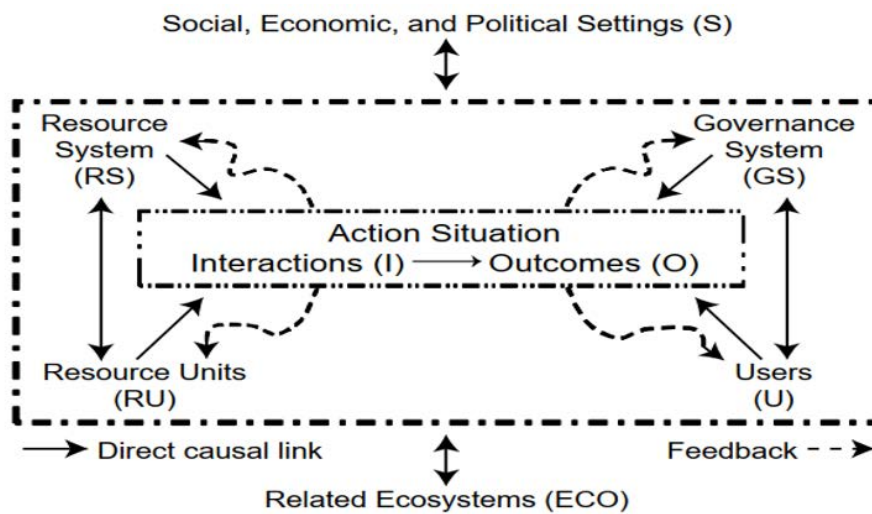 Social, Economic, and Political Settings (S)
Resource
System
(RS)
Governance
System
(GS)
Action Situation
Interactions (I) Outcomes (O)
Resource Units
(RU)
Users
(U)
Direct causal link
Feedback
Related Ecosystems (ECO)